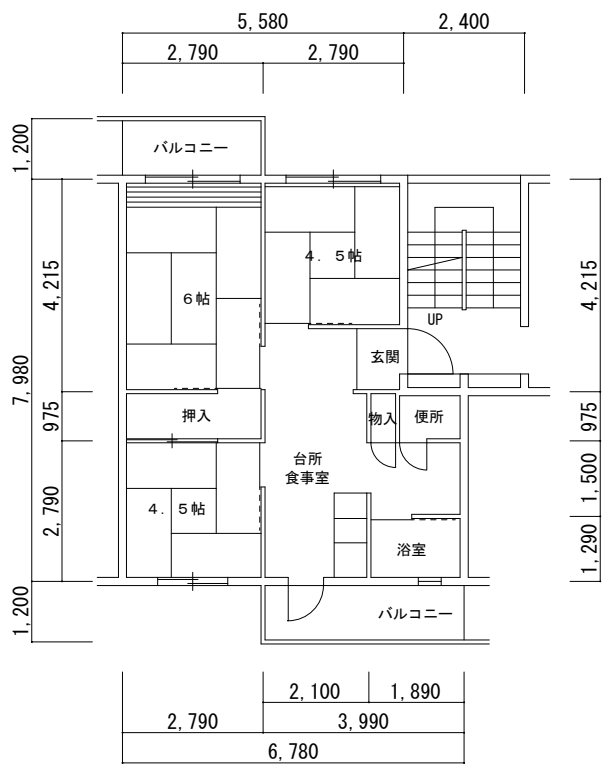 5,580
2,400
2,790
2,790
1,200
バルコニー
4,215
7,980
6帖
4．5帖
4,215
UP
玄関
975
押入
物入
便所
975
台所
食事室
1,500
2,790
4．5帖
浴室
1,290
1,200
バルコニー
2,100
1,890
2,790
3,990
6,780